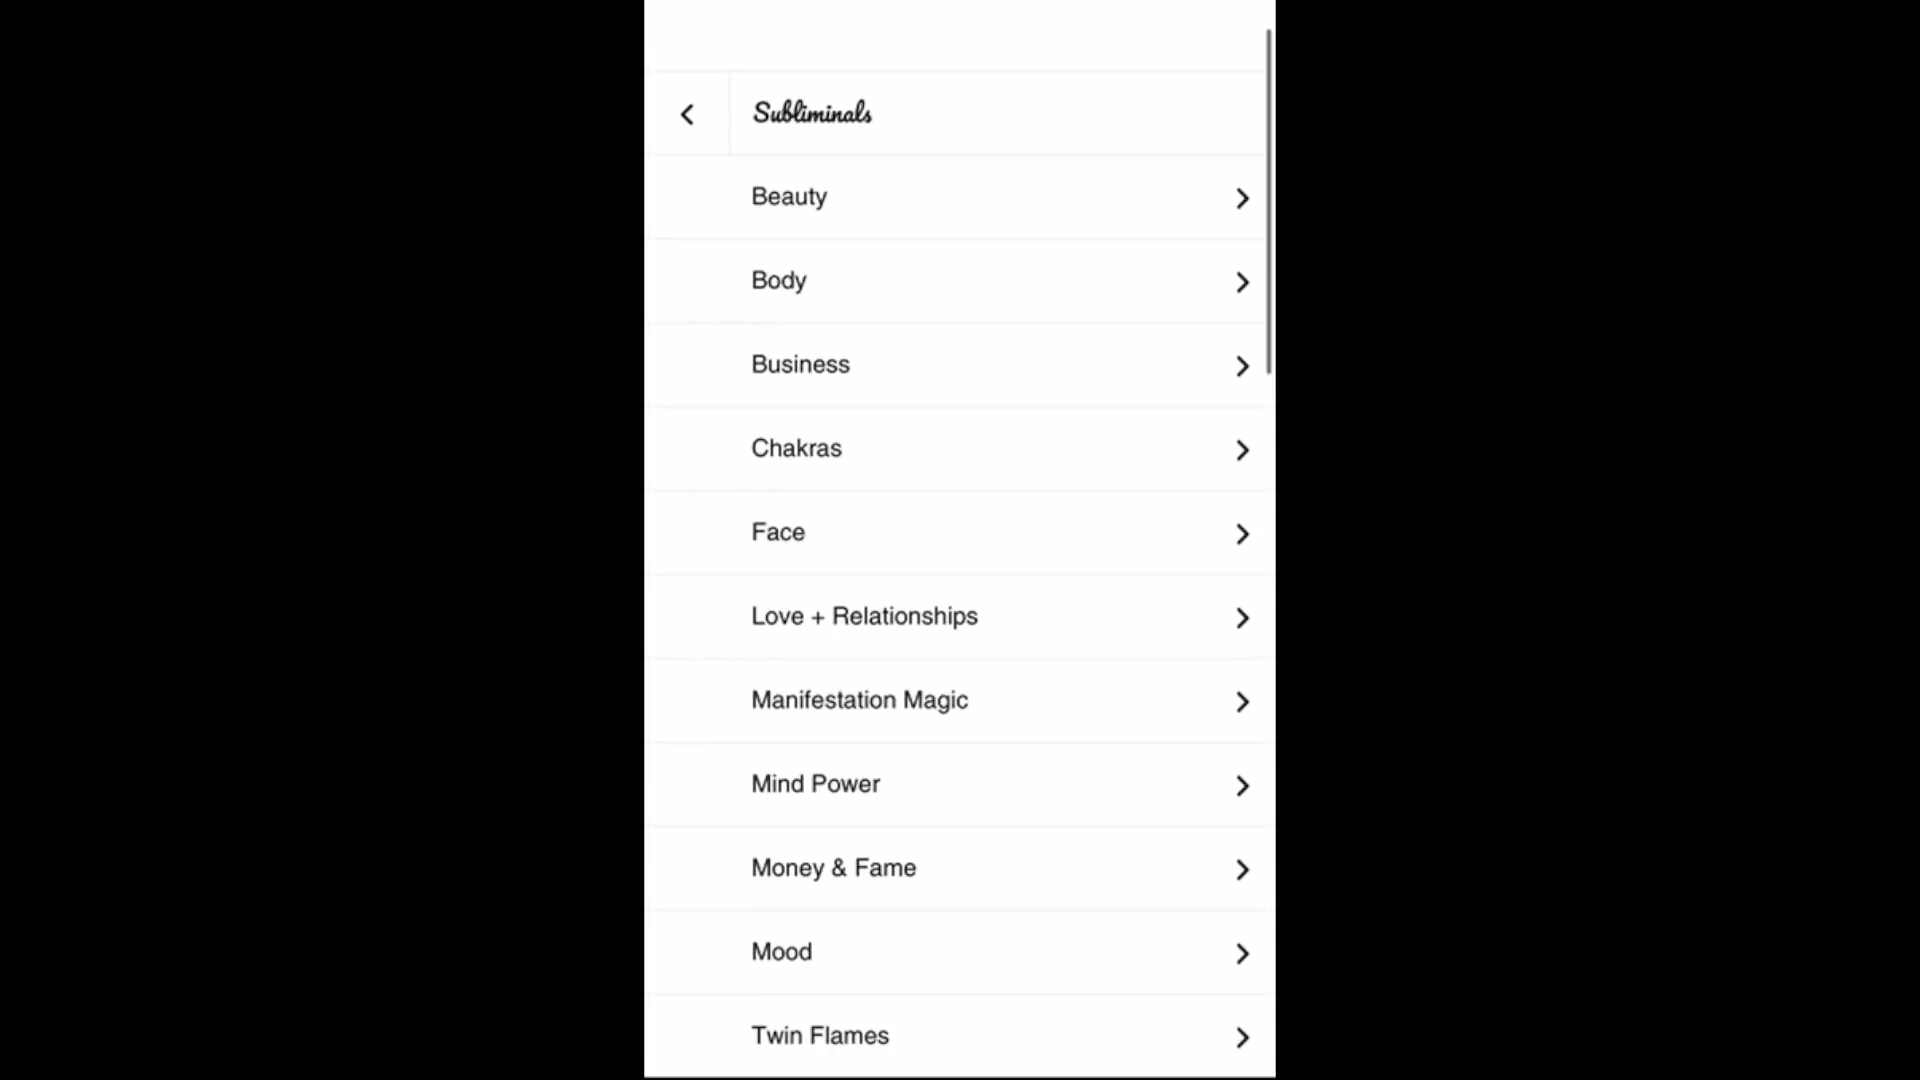 Subliminals
Beauty
Body
Business
Chakras
Face
Love + Relationships
Manifestation Magic
Mind Power
Money & Fame
Mood
Twin Flames